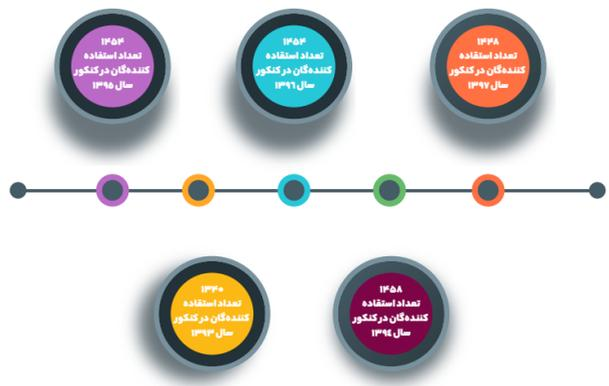 ۱۴۵۴
تعداد استفاده
کننده‌گان در کنکور
سال ۱۳۹۵
۱۴۵۴
تعداد استفاده
کننده‌گان در کنکور
سال ۱۳۹۶
۱۴۴۸
تعداد استفاده
کننده‌گان در کنکور
سال ۱۳۹۷
۱۳۴۰
تعداد استفاده
کننده‌گان در کنکور
سال ۱۳۹۳
۱۴۵۸
تعداد استفاده
کننده‌گان در کنکور
سال ۱۳۹۴